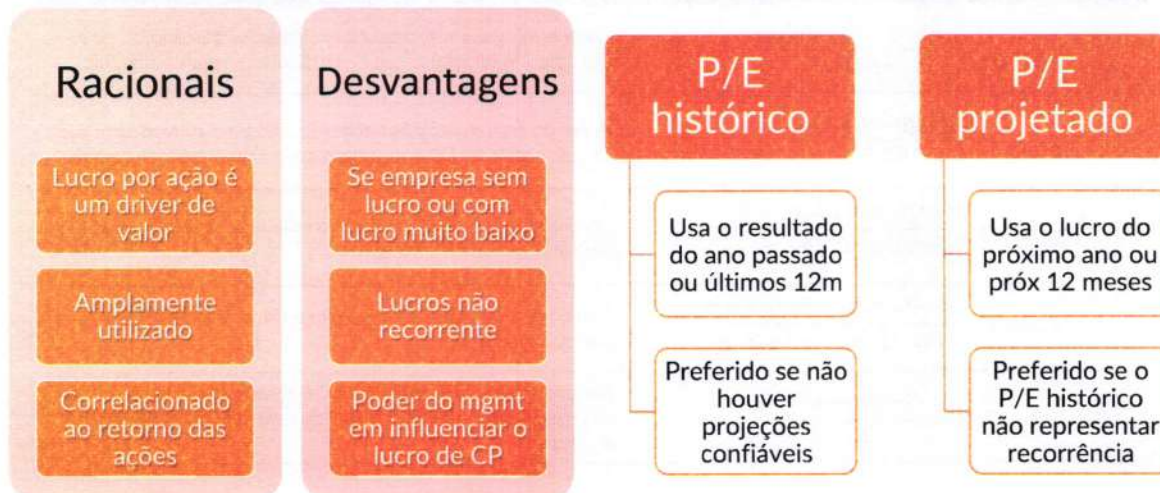 Racionais
Lucro por ação é
um driver de
valor
Amplamente
utilizado
Correlacionado
ao retorno das
ações
Desvantagens
Se empresa sem
lucro ou com
lucro muito baixo
Lucros não
recorrente
Poder do mgmt
em influenciar o
lucro de CP
P/E
histórico
Usa o resultado
do ano passado
ou últimos 12m
Preferido se não
houver
projeções
confiáveis
P/E
projetado
Usa o lucro do
próximo ano ou
próx 12 meses
Preferido se o
P/E histórico
não representar
recorrência